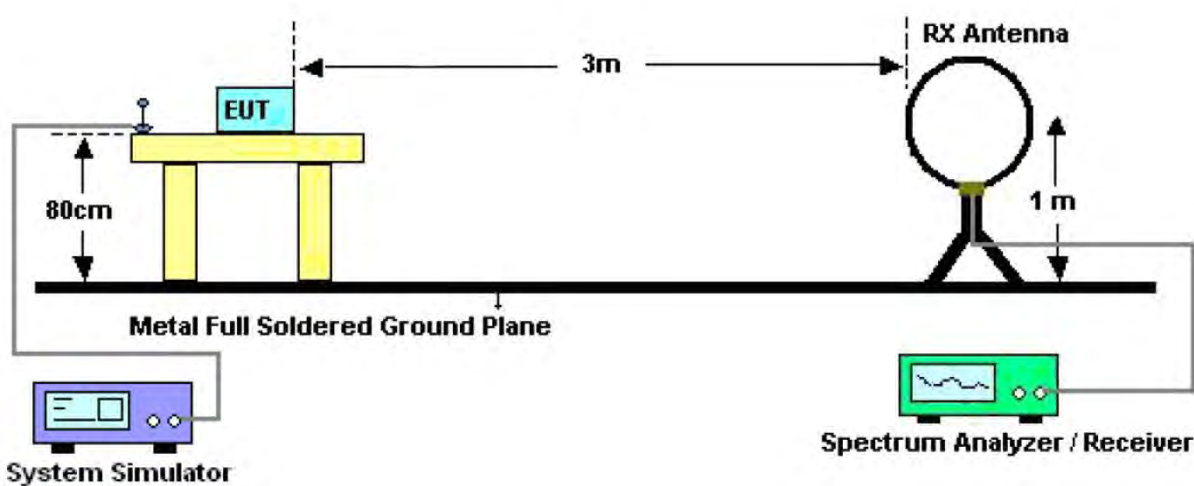 RX Antenna
3m
EUT
80cm
1 m
Metal Full Soldered Ground Plane
System Simulator
Spectrum Analyzer / Receiver